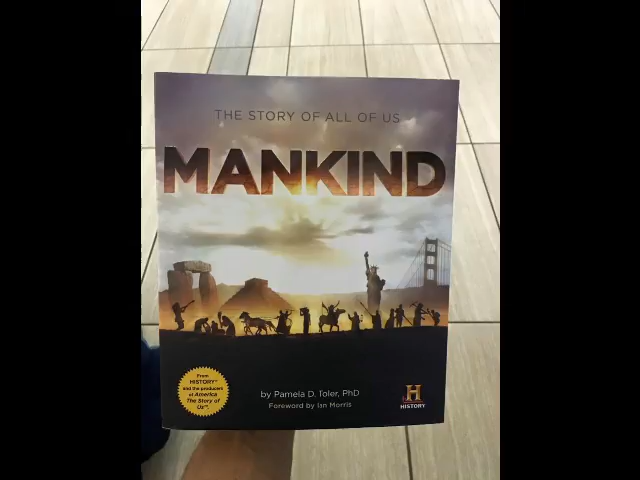 THE STORY OF ALL OF US
MANKIND
From
HISTORY®
and the producers
of America
The Story of
Us™.
by Pamela D. Toler, PhD
Foreword by Ian Morris
H
HISTORY